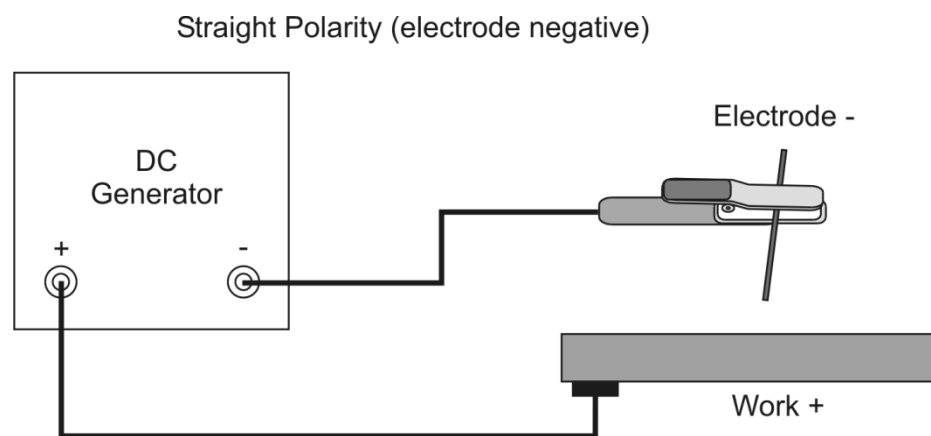 Straight Polarity (electrode negative)
Electrode -
DC
Generator
+
-
Work +